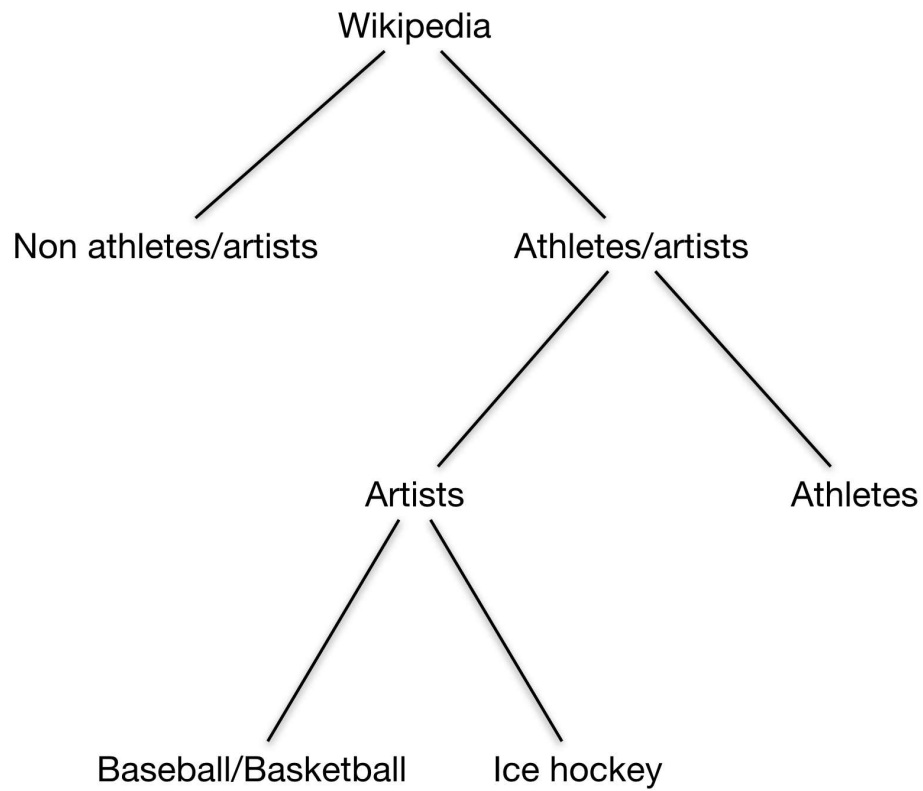 Wikipedia
Non athletes/artists
Athletes/artists
Artists
Athletes
Baseball/Basketball
Ice hockey